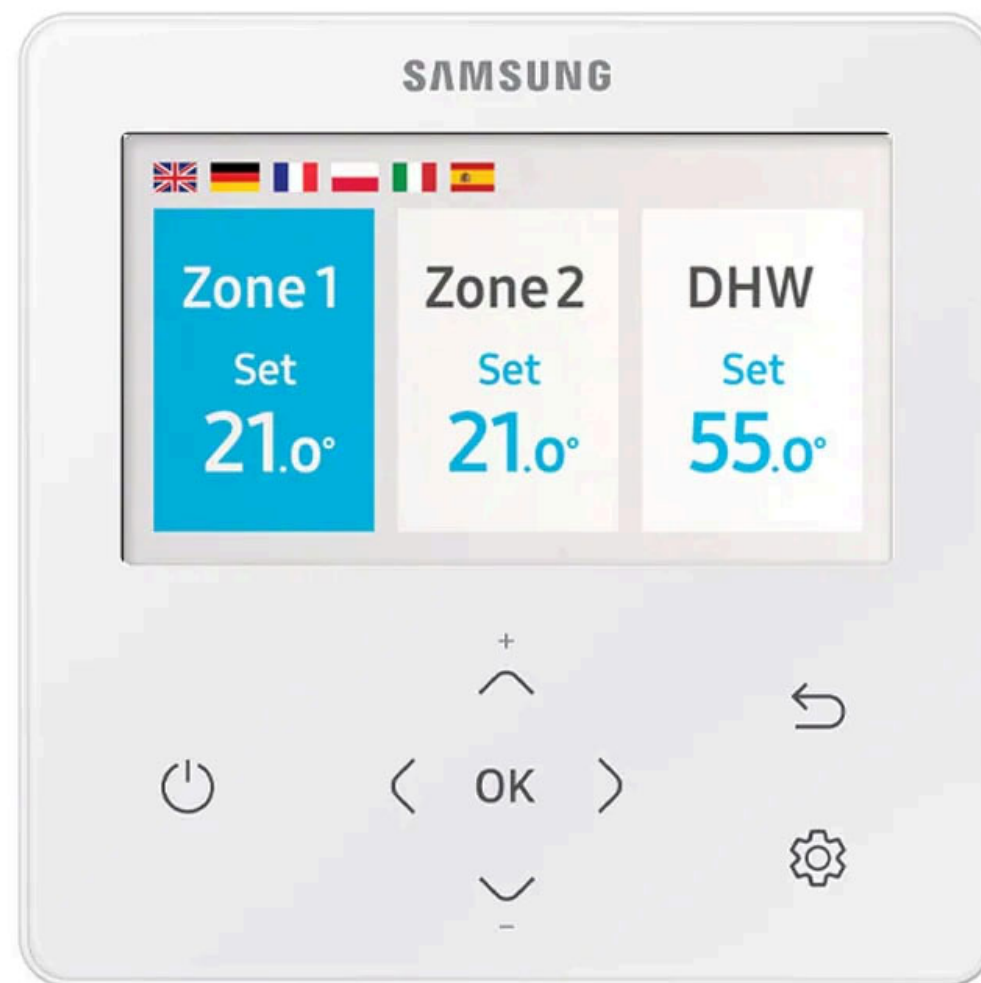 SAMSUNG
Zone 1 Zone 2 DHW
Set Set Set
21.0° 21.0° 55.0°
+
OK
-